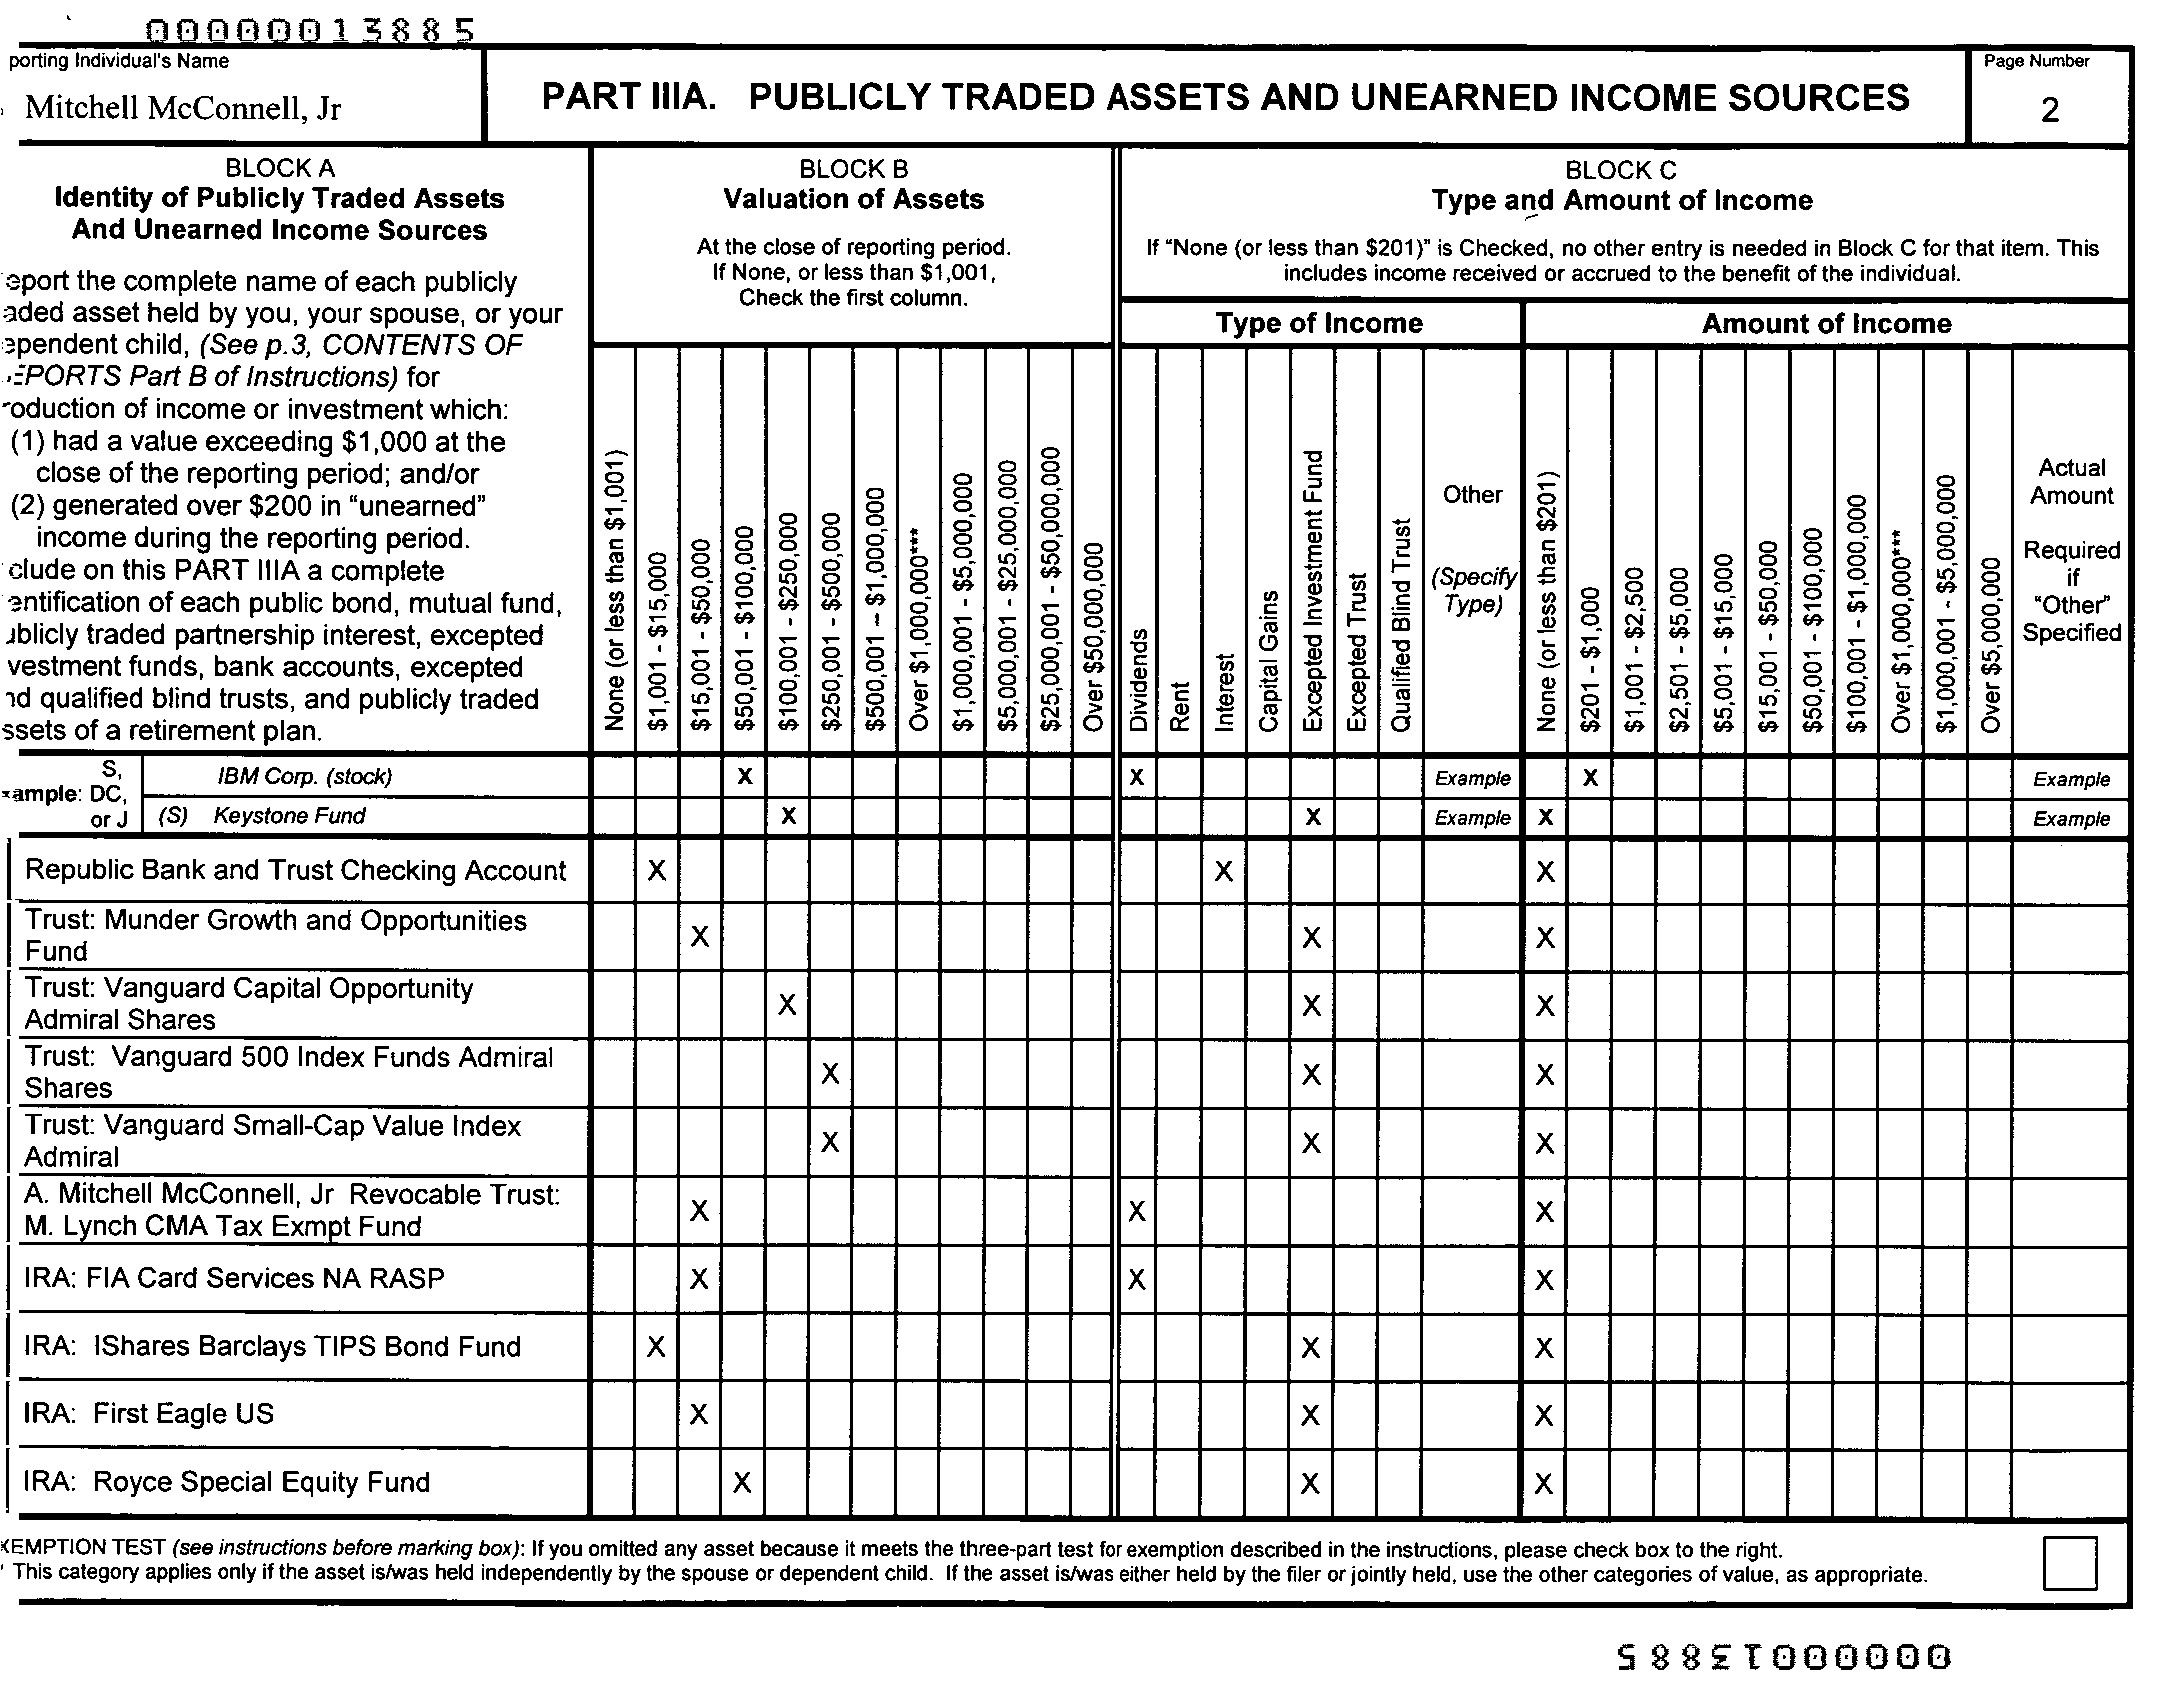 00000013885
porting Individual's Name
Mitchell McConnell, Jr
PART IIIA. PUBLICLY TRADED ASSETS AND UNEARNED INCOME SOURCES
Page Number
2
BLOCK A
Identity of Publicly Traded Assets
And Unearned Income Sources
eport the complete name of each publicly
aded asset held by you, your spouse, or your
ependent child, (See p.3, CONTENTS OF
EPORTS Part B of Instructions) for
roduction of income or investment which:
(1) had a value exceeding $1,000 at the
close of the reporting period; and/or
(2) generated over $200 in "unearned"
income during the reporting period.
clude on this PART IIIA a complete
entification of each public bond, mutual fund,
ublicly traded partnership interest, excepted
vestment funds, bank accounts, excepted
nd qualified blind trusts, and publicly traded
ssets of a retirement plan.
BLOCK B
Valuation of Assets
At the close of reporting period.
If None, or less than $1,001,
Check the first column.
None (or less than $1,001)
$1,001 - $15,000
$15,001 - $50,000
$50,001 - $100,000
$100,001 - $250,000
$250,001 - $500,000
$500,001 – $1,000,000
Over $1,000,000***
$1,000,001 - $5,000,000
$5,000,001 - $25,000,000
$25,000,001 - $50,000,000
Over $50,000,000
BLOCK C
Type and Amount of Income
If "None (or less than $201)" is Checked, no other entry is needed in Block C for that item. This
includes income received or accrued to the benefit of the individual.
Type of Income
Dividends
Rent
Interest
Capital Gains
Excepted Investment Fund
Excepted Trust
Qualified Blind Trust
Other
(Specify
Type)
Amount of Income
None (or less than $201)
$201 - $1,000
$1,001 - $2,500
$2,501 - $5,000
$5,001 - $15,000
$15,001 - $50,000
$50,001 - $100,000
$100,001 - $1,000,000
Over $1,000,000***
$1,000,001 - $5,000,000
Over $5,000,000
Actual
Amount
Required
if
"Other"
Specified
xample: S, DC, or J
IBM Corp. (stock) X X Example X Example
(S) Keystone Fund X X Example X Example
Republic Bank and Trust Checking Account X X X
Trust: Munder Growth and Opportunities
Fund X X X
Trust: Vanguard Capital Opportunity
Admiral Shares X X X
Trust: Vanguard 500 Index Funds Admiral
Shares X X X
Trust: Vanguard Small-Cap Value Index
Admiral X X X
A. Mitchell McConnell, Jr Revocable Trust:
M. Lynch CMA Tax Exmpt Fund X X X
IRA: FIA Card Services NA RASP X X X
IRA: IShares Barclays TIPS Bond Fund X X X
IRA: First Eagle US X X X
IRA: Royce Special Equity Fund X X X
XEMPTION TEST (see instructions before marking box): If you omitted any asset because it meets the three-part test for exemption described in the instructions, please check box to the right.
* This category applies only if the asset is/was held independently by the spouse or dependent child. If the asset is/was either held by the filer or jointly held, use the other categories of value, as appropriate.
00000013885